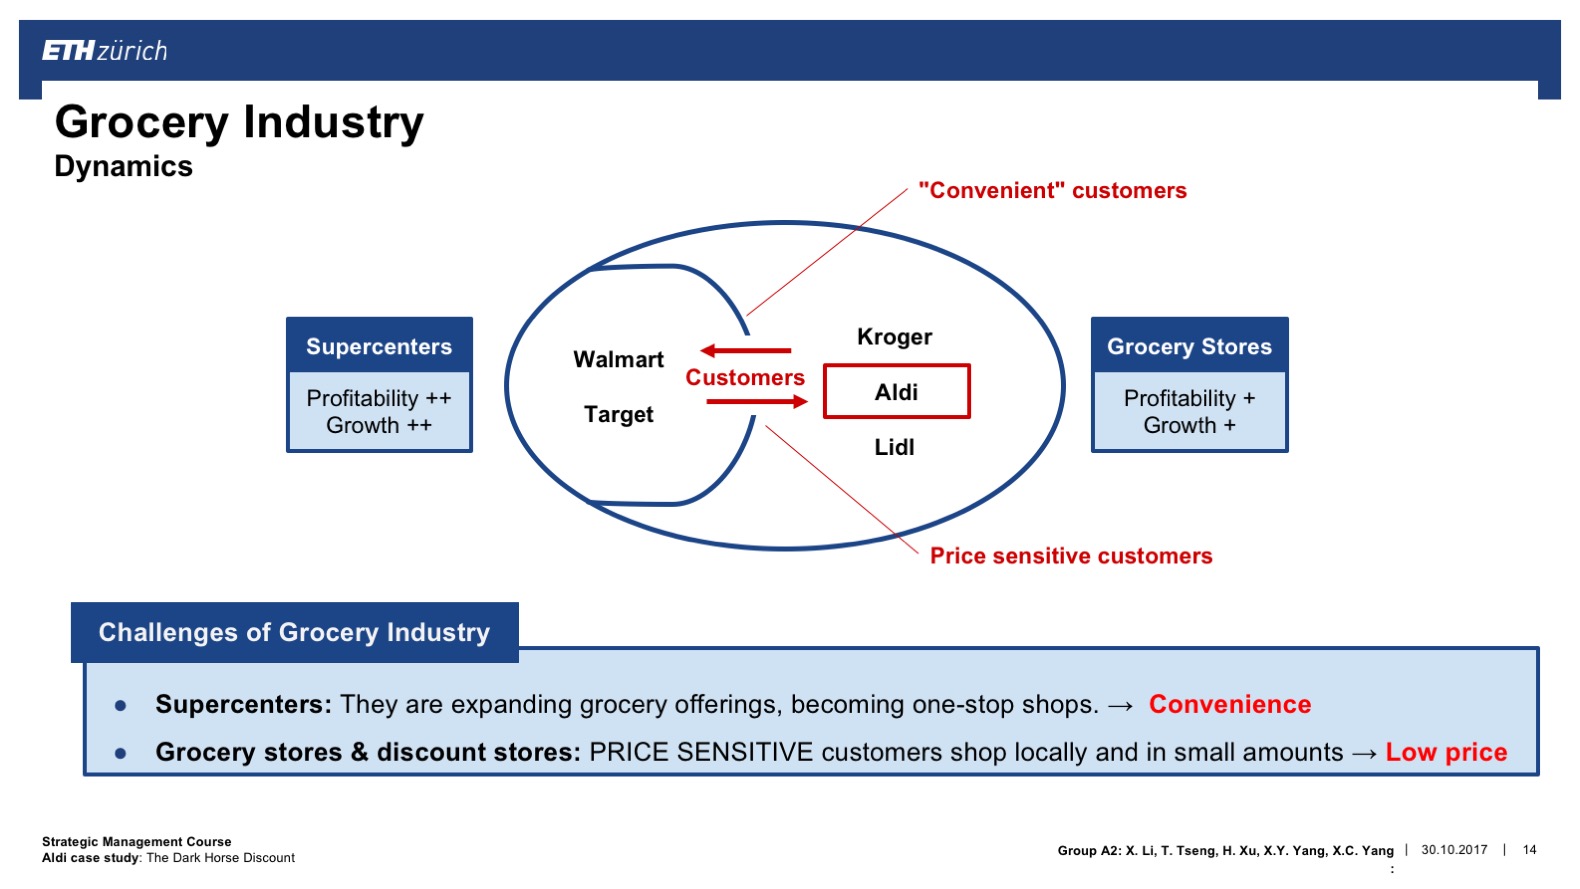 ETH zürich
Grocery Industry
Dynamics
"Convenient" customers
Supercenters
Profitability ++
Growth ++
Walmart
Target
Customers
Kroger
Aldi
Lidl
Grocery Stores
Profitability +
Growth +
Price sensitive customers
Challenges of Grocery Industry
● Supercenters: They are expanding grocery offerings, becoming one-stop shops. → Convenience
● Grocery stores & discount stores: PRICE SENSITIVE customers shop locally and in small amounts → Low price
Strategic Management Course
Aldi case study: The Dark Horse Discount
Group A2: X. Li, T. Tseng, H. Xu, X.Y. Yang, X.C. Yang | 30.10.2017 | 14
: